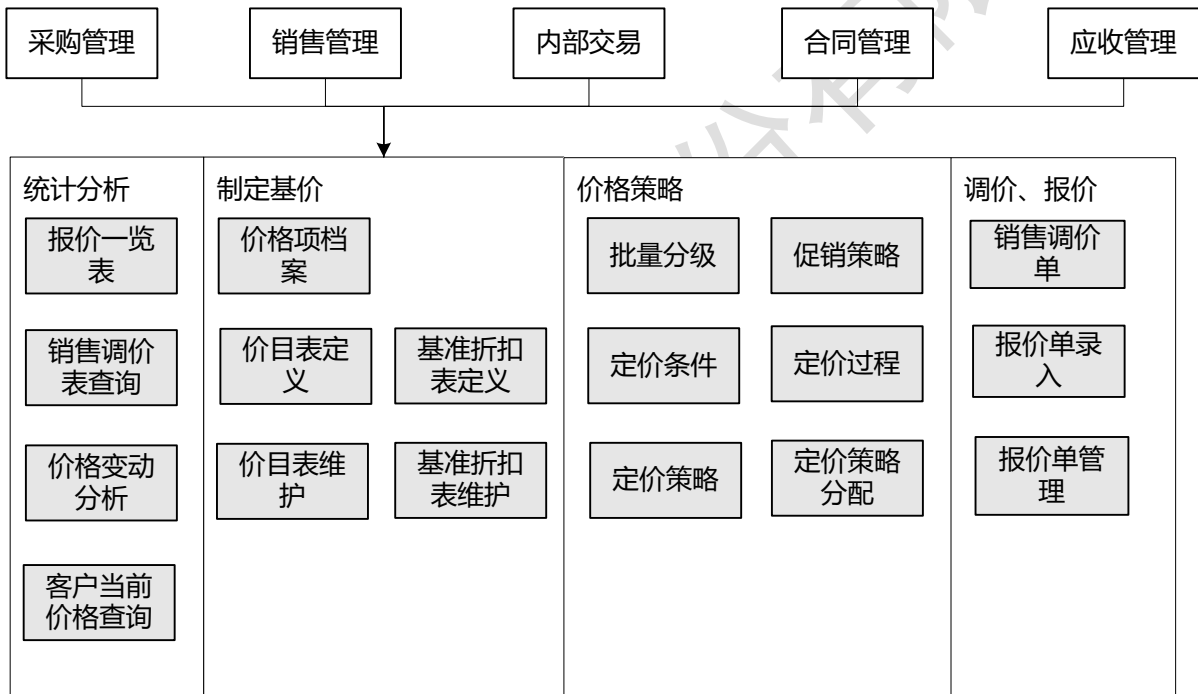 采购管理
销售管理
内部交易
合同管理
应收管理
统计分析
报价一览
表
销售调价
表查询
价格变动
分析
客户当前
价格查询
制定基价
价格项档
案
价目表定
义
基准折扣
表定义
价目表维
护
基准折扣
表维护
价格策略
批量分级
促销策略
定价条件
定价过程
定价策略
定价策略
分配
调价、报价
销售调价
单
报价单录
入
报价单管
理
份有